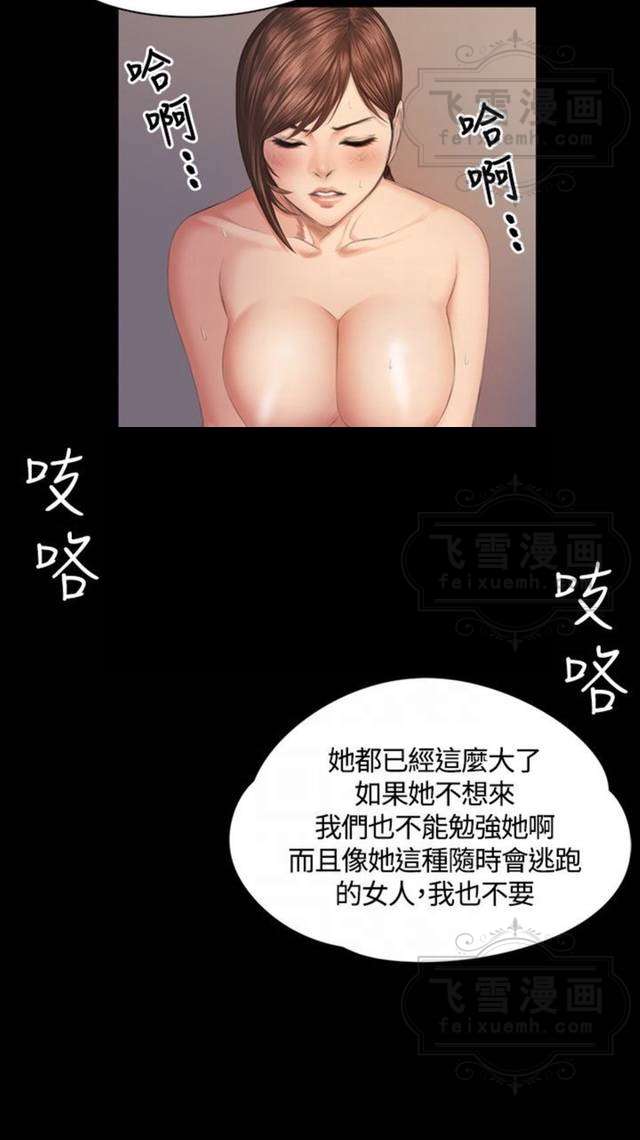 哈啊…
飞雪漫画
feixuemh.com
哈啊…
吱咯
飞雪漫画
feixuemh.com
吱咯
她都已經這麼大了
如果她不想來
我們也不能勉強她啊
而且像她這種隨時會逃跑
的女人，我也不要
飞雪漫画
feixuemh.com